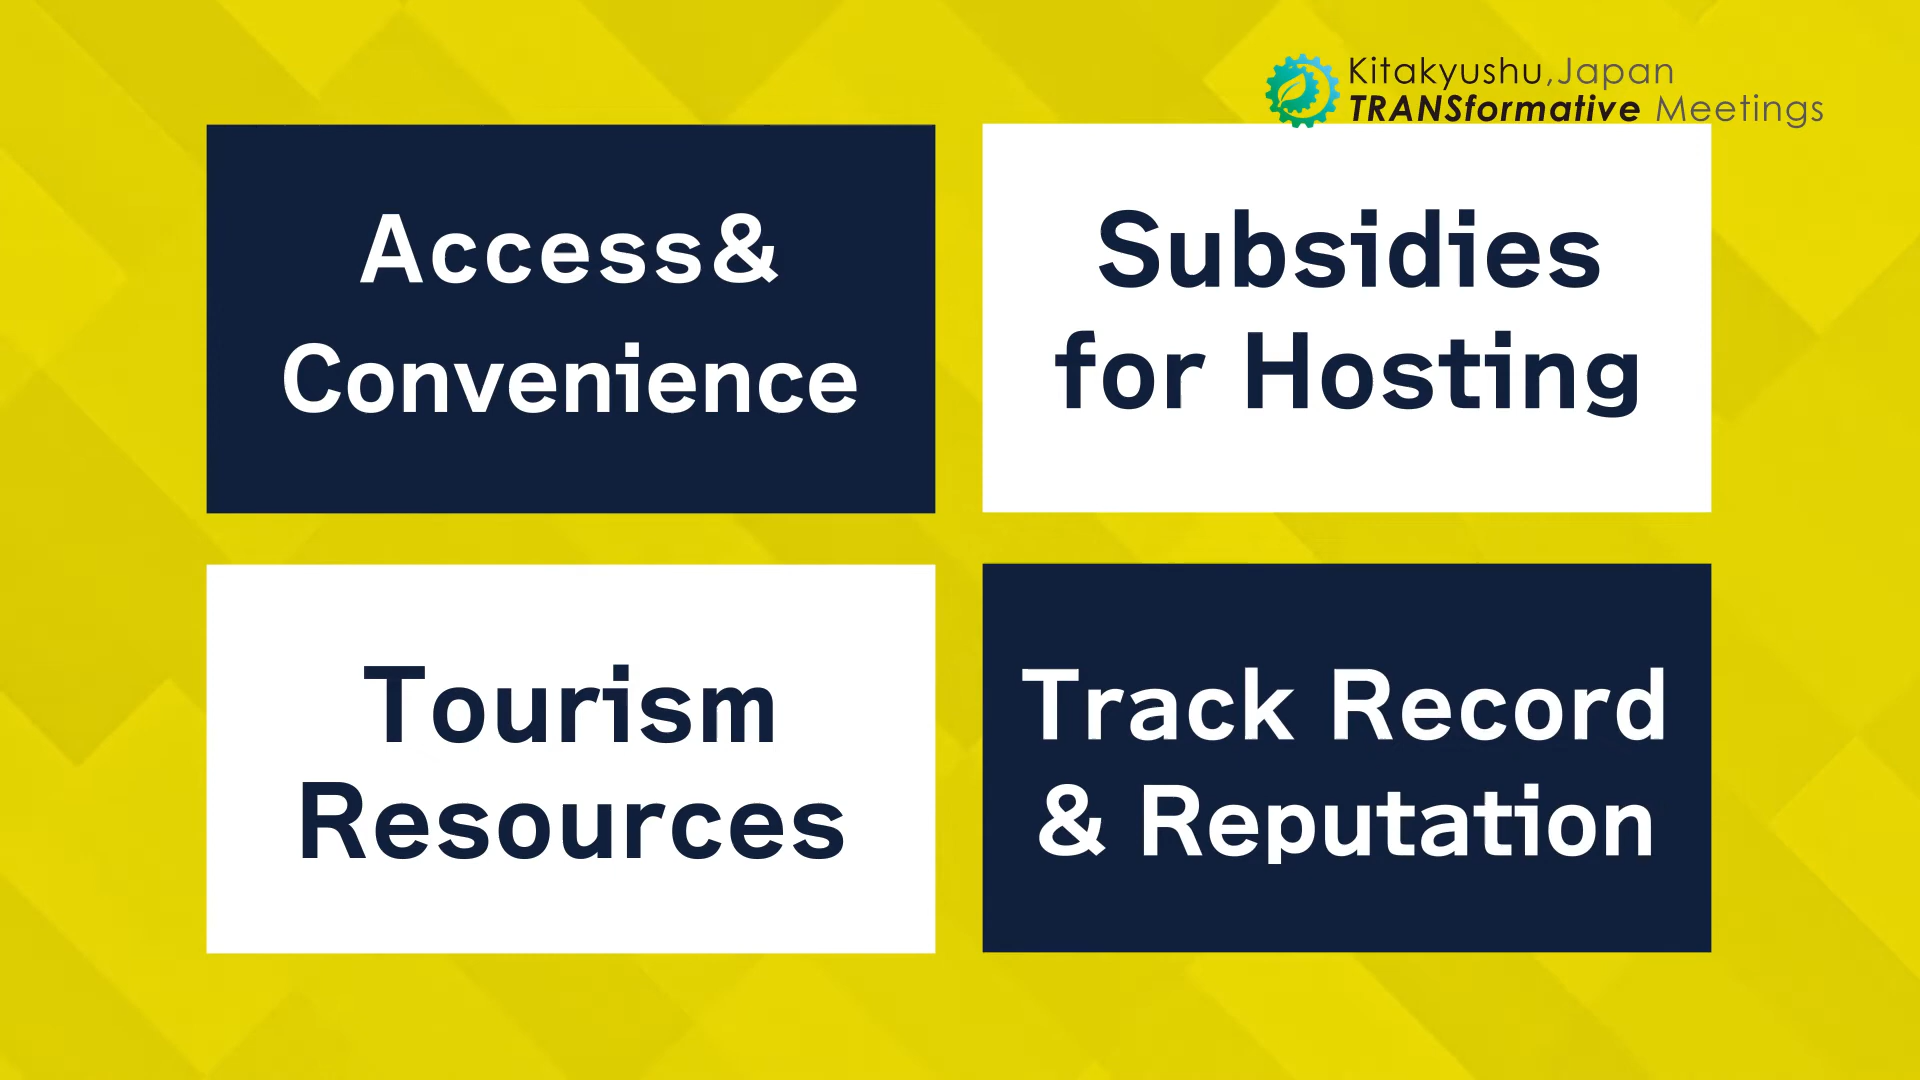 Kitakyushu,Japan
TRANSformative Meetings
Access&
Convenience
Subsidies
for Hosting
Tourism
Resources
Track Record
& Reputation